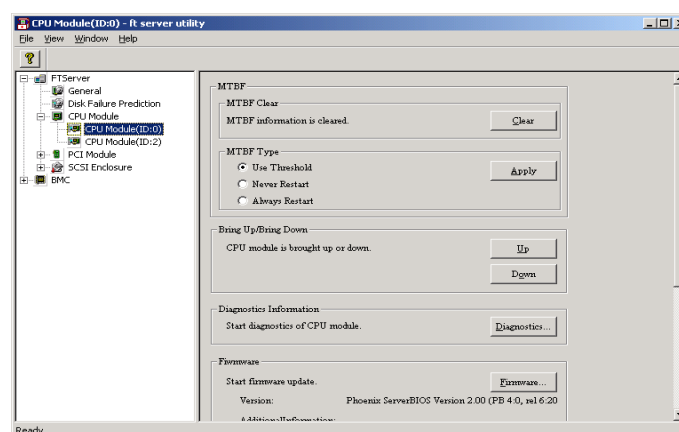 CPU Module(ID:0) - ft server utility
File View Window Help
FTServer
General
Disk Failure Prediction
CPU Module
CPU Module(ID:0)
CPU Module(ID:2)
PCI Module
SCSI Enclosure
BMC
MTBF
MTBF Clear
MTBF information is cleared.
Clear
MTBF Type
Use Threshold
Apply
Never Restart
Always Restart
Bring Up/Bring Down
CPU module is brought up or down.
Up
Down
Diagnostics Information
Start diagnostics of CPU module.
Diagnostics...
Fiwmware
Start firmware update.
Firmware...
Version: Phoenix ServerBIOS Version 2.00 (PB 4:0, rel 6:20
AdditionalInformation:
Ready